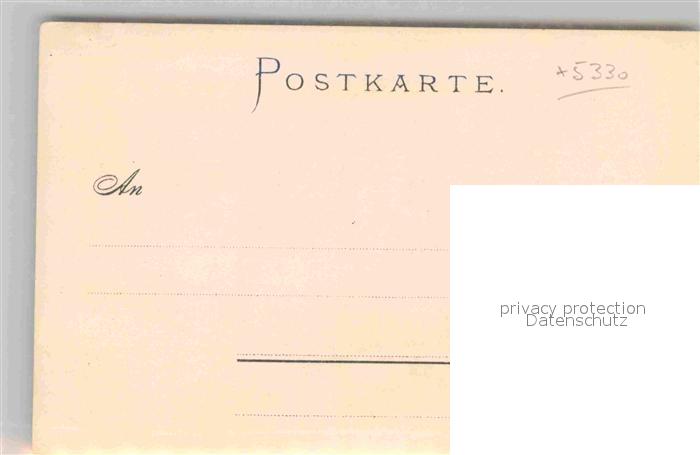 POSTKARTE.
+5330
An
privacy protection
Datenschutz